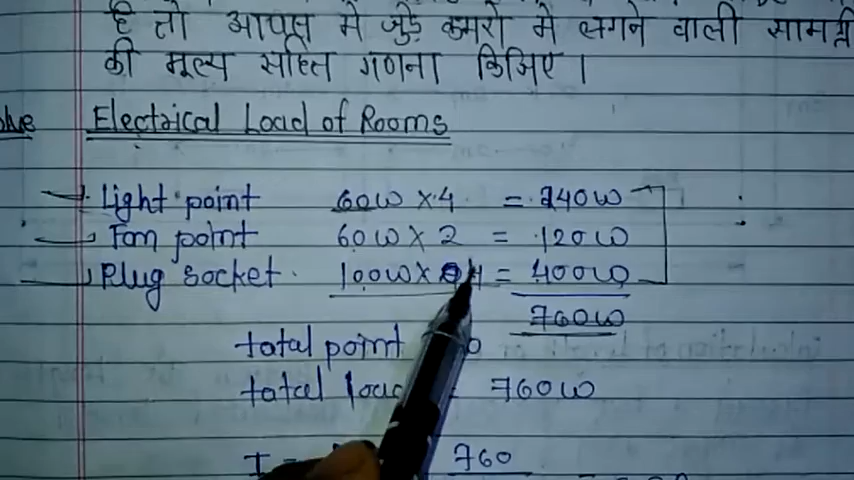 है तो आपस मे जुड़े कमरो मे लगने वाली सामग्री
की मूल्य सहित गणना किजिए।
Electrical Load of Rooms
Light point 60W × 4 = 240W
Fan point 60W × 2 = 120W
Plug socket. 100W × 04 = 400W
760W
total point
total load = 760W
I = 760